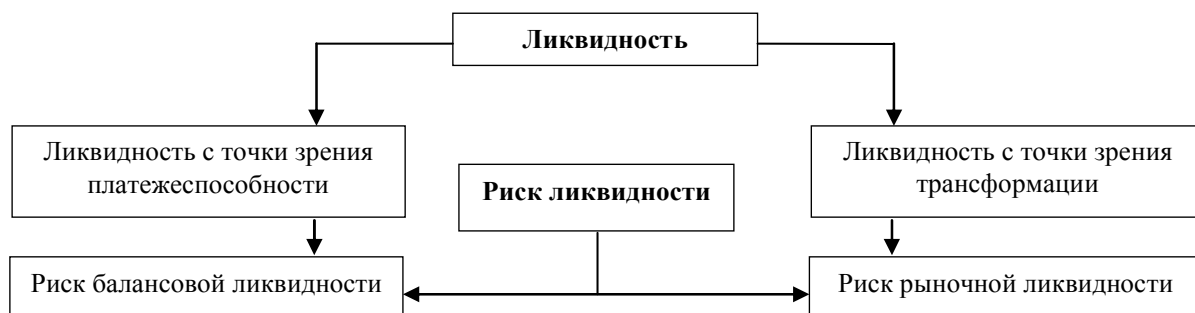 Ликвидность
Ликвидность с точки зрения
платежеспособности
Ликвидность с точки зрения
трансформации
Риск ликвидности
Риск балансовой ликвидности
Риск рыночной ликвидности